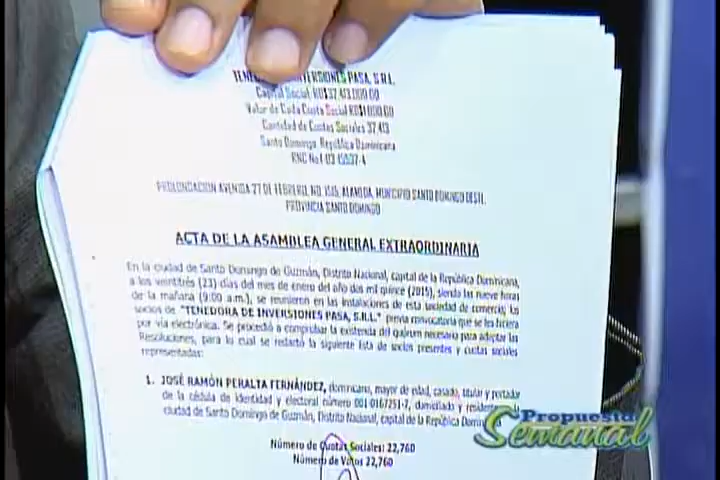 INVERSIONES PASA, S.R.L.
Capital Social RD$37,413,000.00
Valor de Cada Cuota Social RD$1,000.00
Cantidad de Cuotas Sociales 37,413
Santo Domingo, República Dominicana
RNC No.
PROLONGACION AVENIDA 27 DE FEBRERO, NO. ALAMEDA, MUNICIPIO SANTO DOMINGO OESTE,
PROVINCIA SANTO DOMINGO
ACTA DE LA ASAMBLEA GENERAL EXTRAORDINARIA
En la ciudad de Santo Domingo de Guzmán, Distrito Nacional, capital de la República Dominicana,
a los veintitrés (23) días del mes de enero del año dos mil quince (2015), siendo las nueve horas
de la mañana (9:00 a.m.), se reunieron en las instalaciones de esta sociedad de comercio, los
socios de "TENEDORA DE INVERSIONES PASA, S.R.L." previa convocatoria que se les hiciera
por vía electrónica. Se procedió a comprobar la existencia del quórum necesario para adoptar las
Resoluciones, para lo cual se redactó la siguiente lista de socios presentes y cuotas sociales
representadas:
1. JOSÉ RAMÓN PERALTA FERNÁNDEZ, dominicano, mayor de edad, casado, titular y portador
de la cédula de identidad y electoral número 001-0167251-7, domiciliado y residente
ciudad de Santo Domingo de Guzmán, Distrito Nacional, capital de la República
Número de Cuotas Sociales: 22,760
Número de Votos 22,760
Propuesta
Semanal